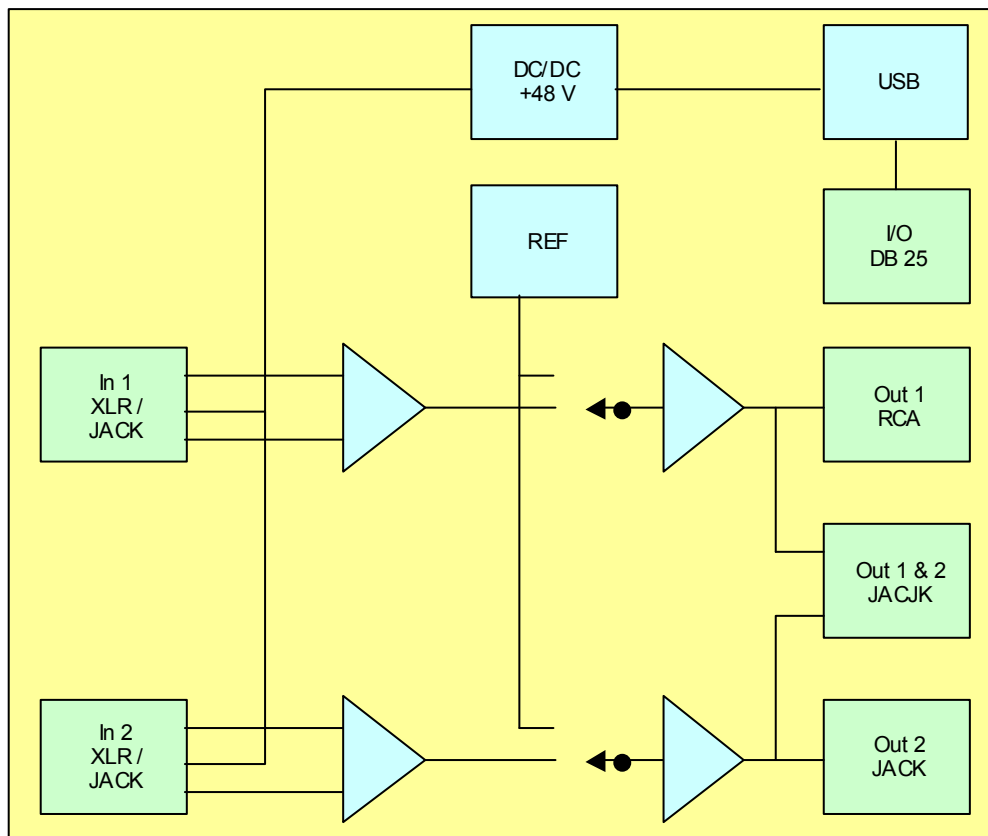 DC/DC
+48 V
USB
REF
I/O
DB 25
In 1
XLR /
JACK
Out 1
RCA
Out 1 & 2
JACJK
In 2
XLR /
JACK
Out 2
JACK